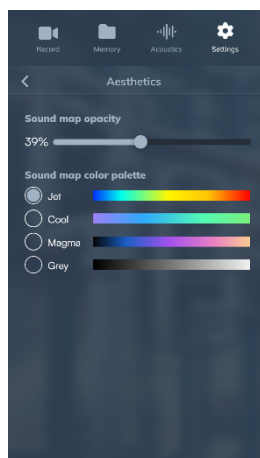 Record Memory Acoustics Settings
Aesthetics
Sound map opacity
39%
Sound map color palette
Jet
Cool
Magma
Grey